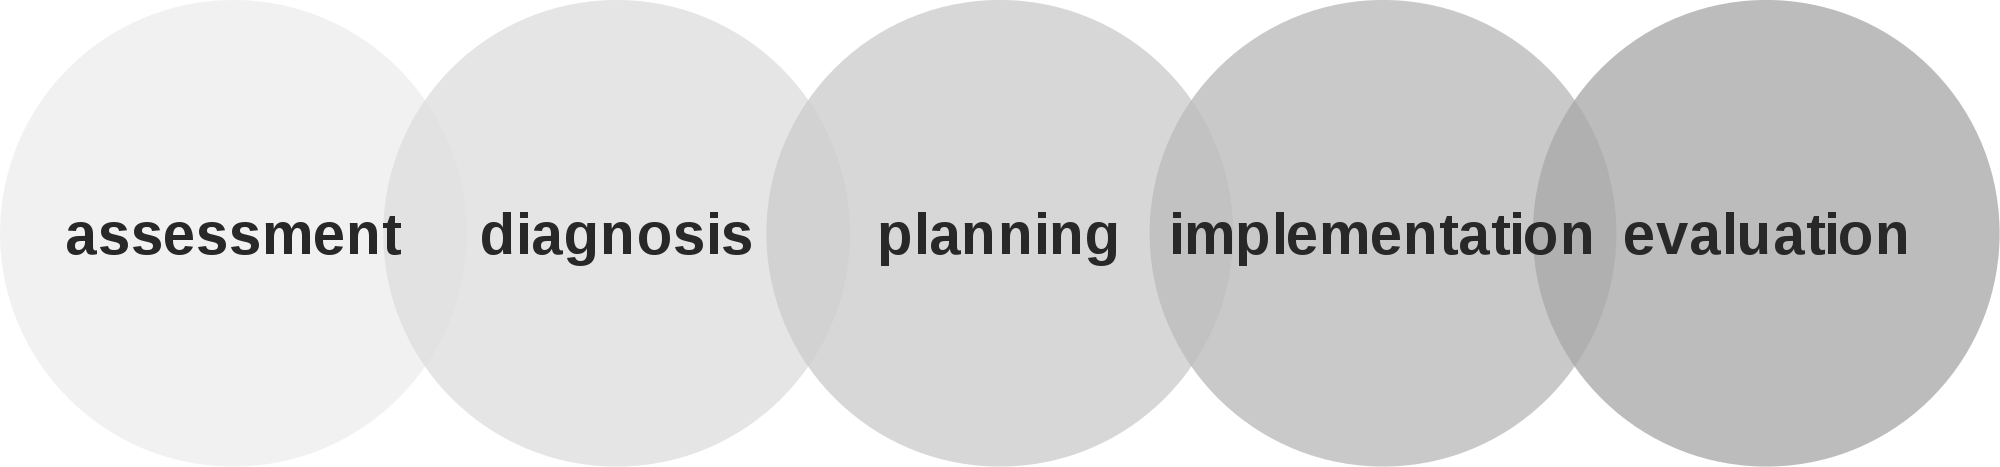 assessment diagnosis planning implementation evaluation